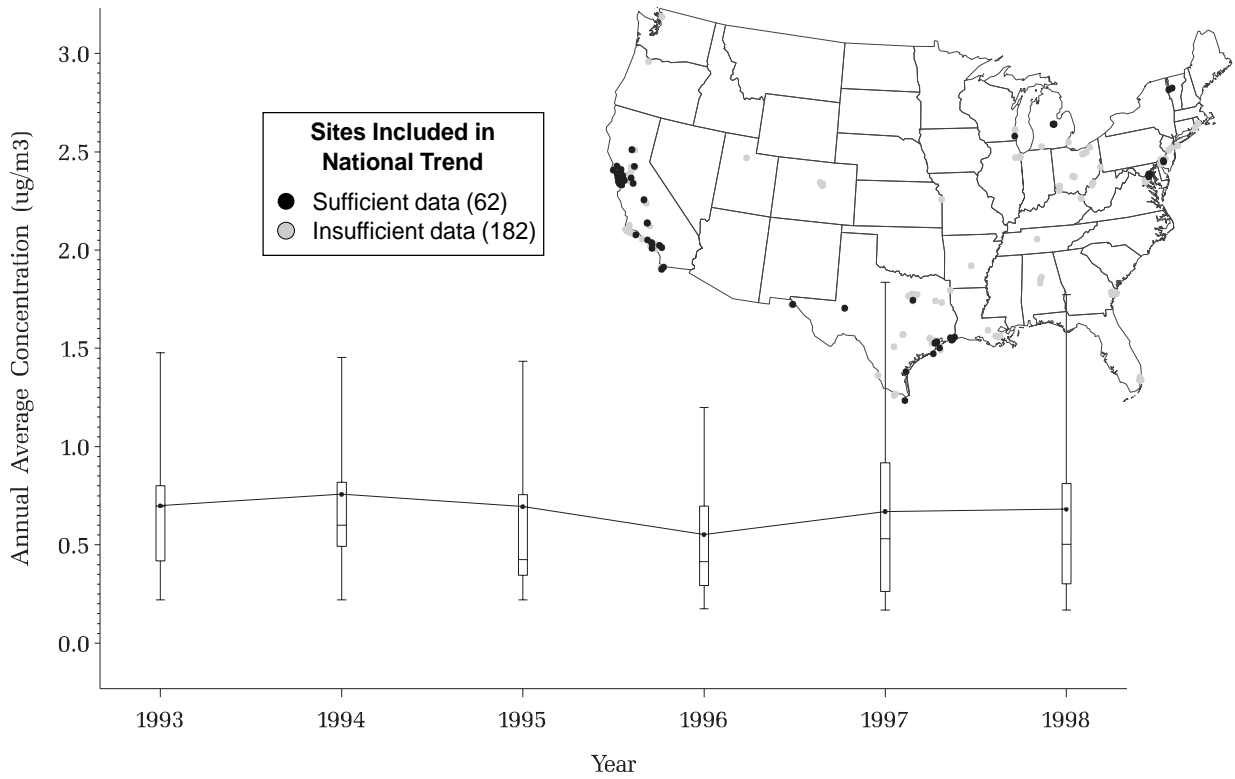 Annual Average Concentration (ug/m3)
3.0
2.5
2.0
1.5
1.0
0.5
0.0
Sites Included in
National Trend
Sufficient data (62)
Insufficient data (182)
1993 1994 1995 1996 1997 1998
Year